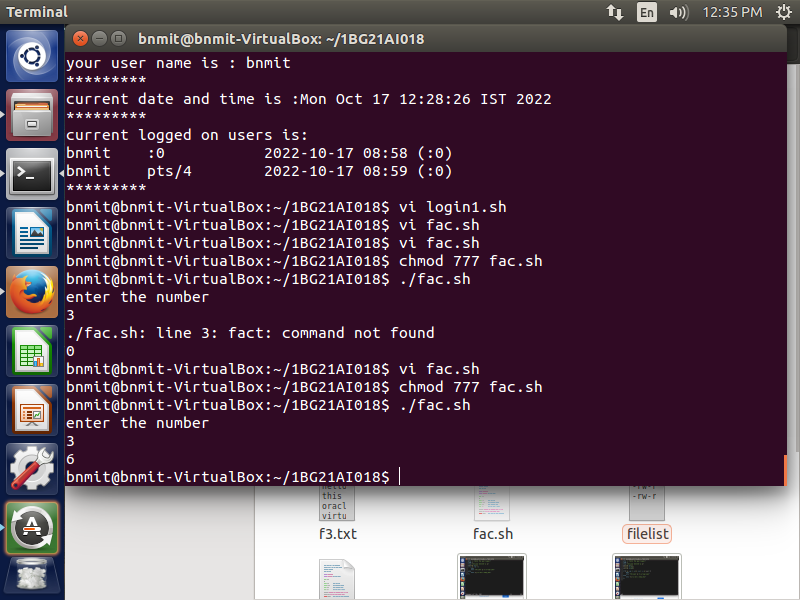 Terminal
En
12:35 PM
bnmit@bnmit-VirtualBox: ~/1BG21AI018
your user name is : bnmit
*********
current date and time is :Mon Oct 17 12:28:26 IST 2022
*********
current logged on users is:
bnmit    :0           2022-10-17 08:58 (:0)
bnmit    pts/4        2022-10-17 08:59 (:0)
*********
bnmit@bnmit-VirtualBox:~/1BG21AI018$ vi login1.sh
bnmit@bnmit-VirtualBox:~/1BG21AI018$ vi fac.sh
bnmit@bnmit-VirtualBox:~/1BG21AI018$ vi fac.sh
bnmit@bnmit-VirtualBox:~/1BG21AI018$ chmod 777 fac.sh
bnmit@bnmit-VirtualBox:~/1BG21AI018$ ./fac.sh
enter the number
3
./fac.sh: line 3: fact: command not found
0
bnmit@bnmit-VirtualBox:~/1BG21AI018$ vi fac.sh
bnmit@bnmit-VirtualBox:~/1BG21AI018$ chmod 777 fac.sh
bnmit@bnmit-VirtualBox:~/1BG21AI018$ ./fac.sh
enter the number
3
6
bnmit@bnmit-VirtualBox:~/1BG21AI018$
this
oracl
virtu
-rw-r
f3.txt
fac.sh
filelist